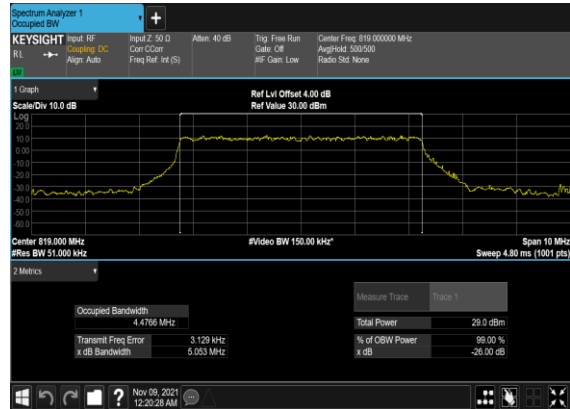 Spectrum Analyzer 1
Occupied BW
KEYSIGHT Input: RF Input Z: 50 Ω Atten: 40 dB Trig: Free Run Center Freq: 819.000000 MHz
RL Coupling: DC Corr CCorr Gate: Off Avg|Hold: 500/500
Align: Auto Freq Ref: Int (S) #IF Gain: Low Radio Std: None
LW
1 Graph
Ref Lvl Offset 4.00 dB
Scale/Div 10.0 dB Ref Value 30.00 dBm
Log
20.0
10.0
0.00
-10.0
-20.0
-30.0
-40.0
-50.0
-60.0
Center 819.000 MHz #Video BW 150.00 kHz* Span 10 MHz
#Res BW 51.000 kHz Sweep 4.80 ms (1001 pts)
2 Metrics
Measure Trace Trace 1
Occupied Bandwidth
4.4766 MHz Total Power 29.0 dBm
Transmit Freq Error 3.129 kHz % of OBW Power 99.00 %
x dB Bandwidth 5.053 MHz x dB -26.00 dB
Nov 09, 2021
12:20:28 AM